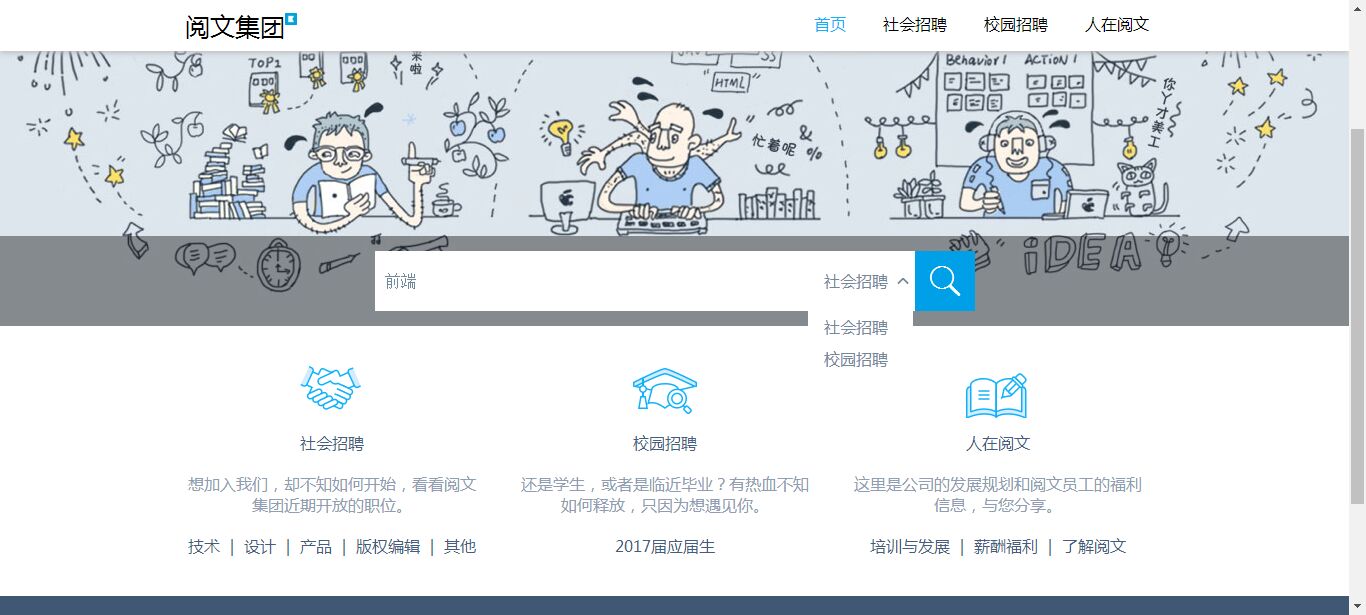 阅文集团
首页 社会招聘 校园招聘 人在阅文
来啦
TOP1
HTML
忙着呢
& %
Behavior! ACTION!
你丫才美工
iDEA
前端
社会招聘
社会招聘
校园招聘
社会招聘
想加入我们，却不知如何开始，看看阅文
集团近期开放的职位。
技术 | 设计 | 产品 | 版权编辑 | 其他
校园招聘
还是学生，或者是临近毕业？有热血不知
如何释放，只因为想遇见你。
2017届应届生
人在阅文
这里是公司的发展规划和阅文员工的福利
信息，与您分享。
培训与发展 | 薪酬福利 | 了解阅文